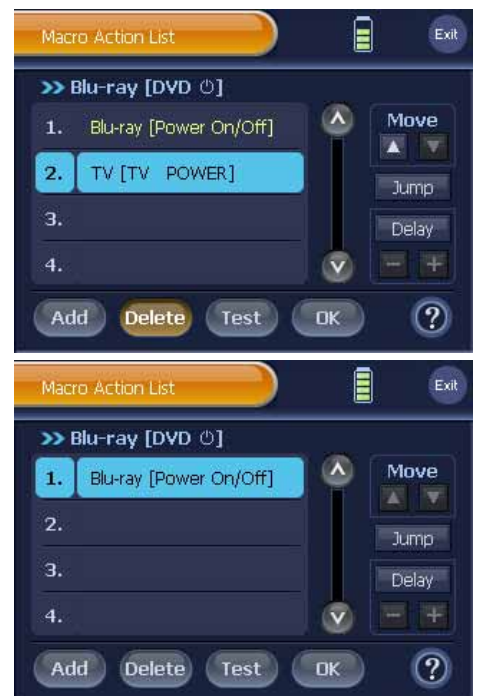 Macro Action List
Exit
>> Blu-ray [DVD ⏻]
1. Blu-ray [Power On/Off]
Move
2. TV [TV POWER]
Jump
3.
Delay
4.
- +
Add Delete Test OK ?
Macro Action List
Exit
>> Blu-ray [DVD ⏻]
1. Blu-ray [Power On/Off]
Move
2.
Jump
3.
Delay
4.
- +
Add Delete Test OK ?